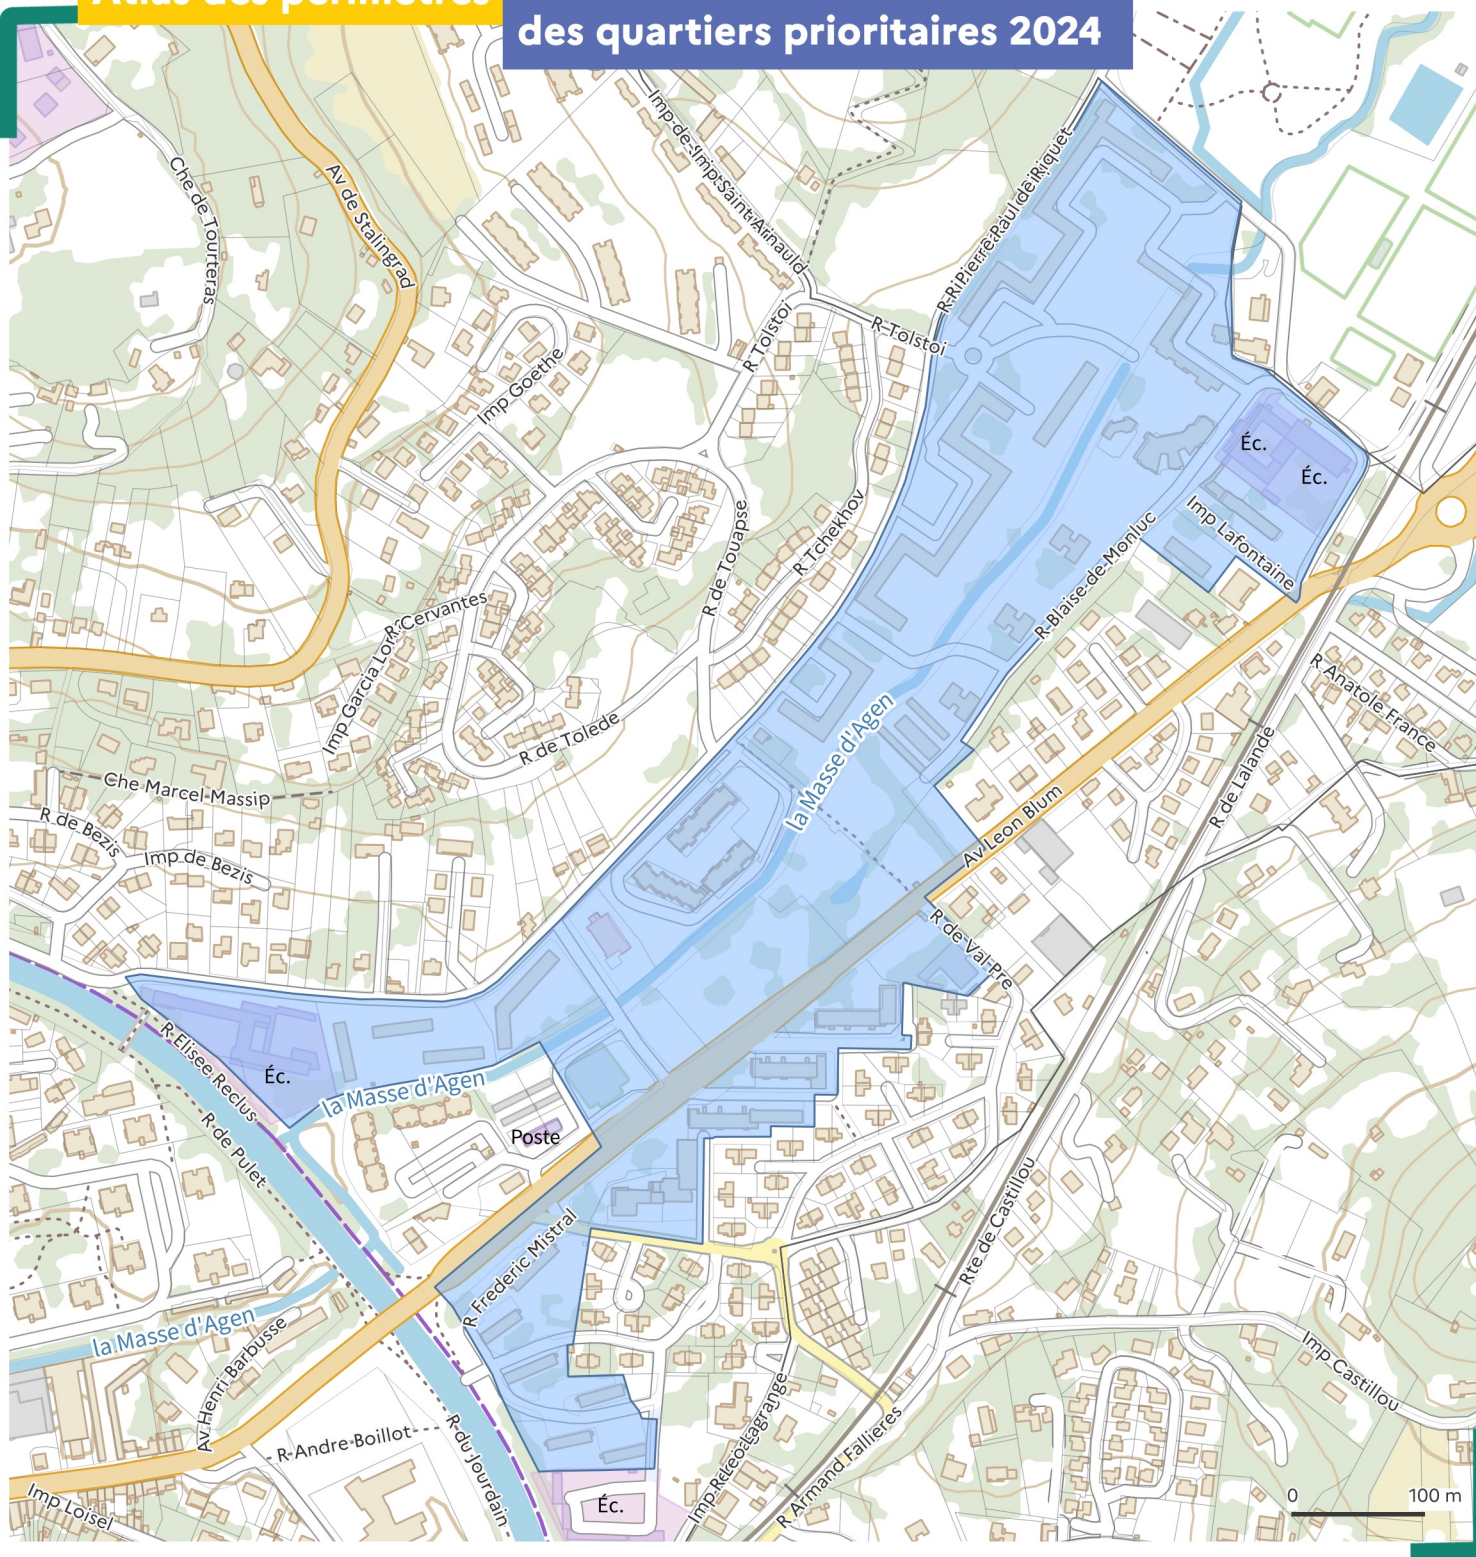 Atlas des périmètres
des quartiers prioritaires 2024
Imp de
Imp Saint Arnauld
Av de Stalingrad
Che de Tourteras
R Pierre Paul de Riquet
R Tolstoi
R Tolstoi
Imp Goethe
Éc.
Éc.
Imp Lafontaine
R Tchekhov
R de Touapse
R Blaise de Monluc
R Cervantes
Imp Garcia Lor
R Anatole France
R de Tolede
la Masse d'Agen
R de Lalande
Che Marcel Massip
Av Leon Blum
R de Bezis
Imp de Bezis
R de Val Pre
R Elisee Reclus
Éc.
la Masse d'Agen
Poste
R de Pulet
Rte de Castillou
R Frederic Mistral
la Masse d'Agen
Av Henri Barbusse
Imp Castillou
R Andre Boillot
R du Jourdain
Lagrange
R Armand Fallieres
Imp Loisel
Éc.
0 100 m